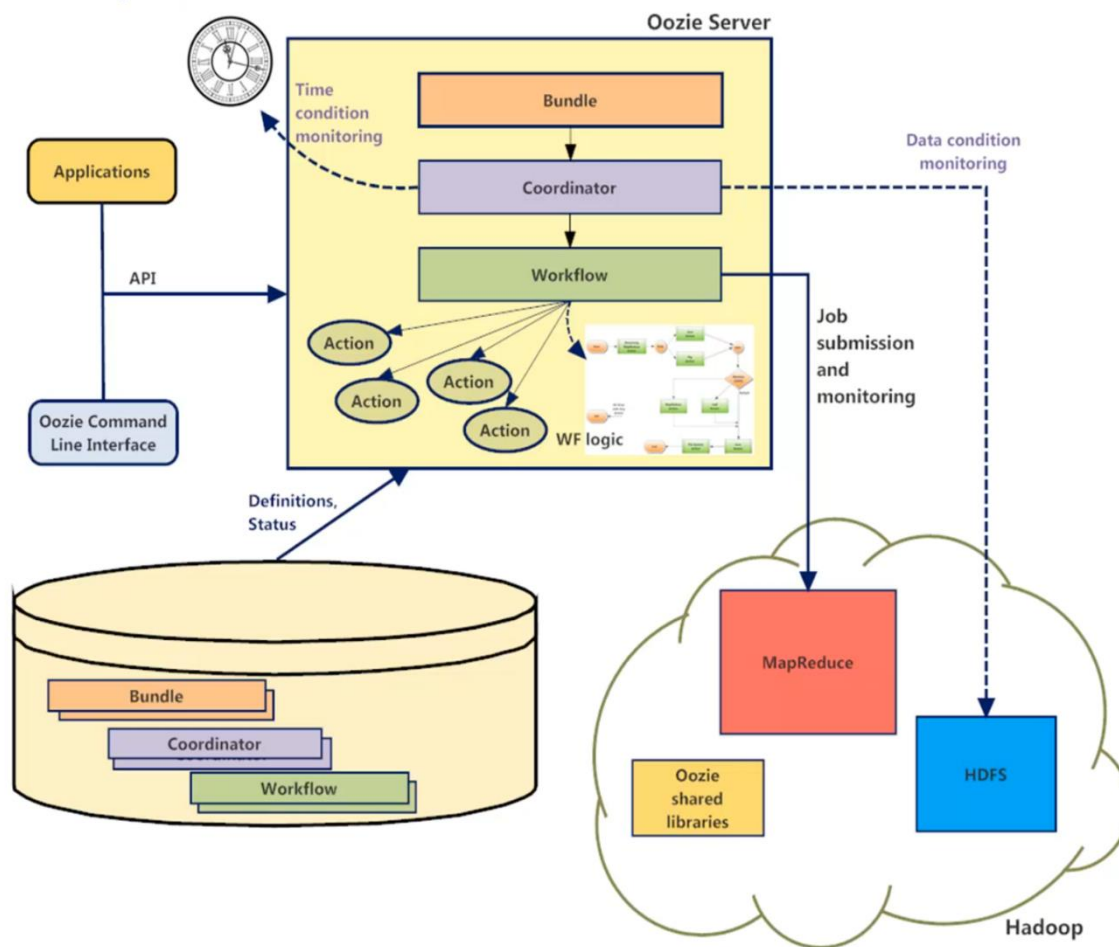 Oozie Server
Time
condition
monitoring
Bundle
Data condition
monitoring
Applications
Coordinator
API
Workflow
Job
submission
and
monitoring
Action
Action
Action
Action
WF logic
Oozie Command
Line Interface
Definitions,
Status
Bundle
Coordinator
Workflow
MapReduce
HDFS
Oozie
shared
libraries
Hadoop